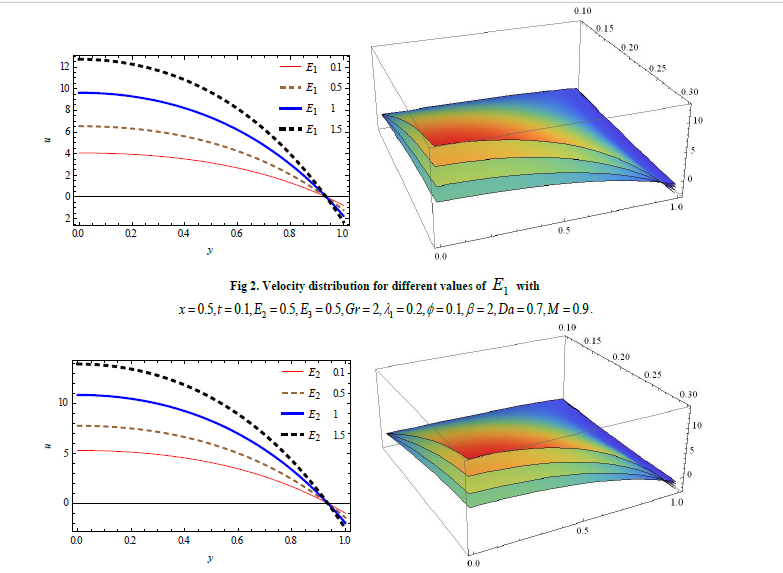 0.10
0.15
0.20
0.25
0.30
10
5
0
1.0
0.5
0.0
12
10
8
6
4
2
0
2
u
E1 0.1
E1 0.5
E1 1
E1 1.5
0.0 0.2 0.4 0.6 0.8 1.0
y
Fig 2. Velocity distribution for different values of E₁ with
x = 0.5, t = 0.1, E₂ = 0.5, E₃ = 0.5, Gr = 2, λ₁ = 0.2, ϕ = 0.1, β = 2, Da = 0.7, M = 0.9.
0.10
0.15
0.20
0.25
0.30
10
5
0
1.0
0.5
0.0
10
5
0
u
E2 0.1
E2 0.5
E2 1
E2 1.5
0.0 0.2 0.4 0.6 0.8 1.0
y